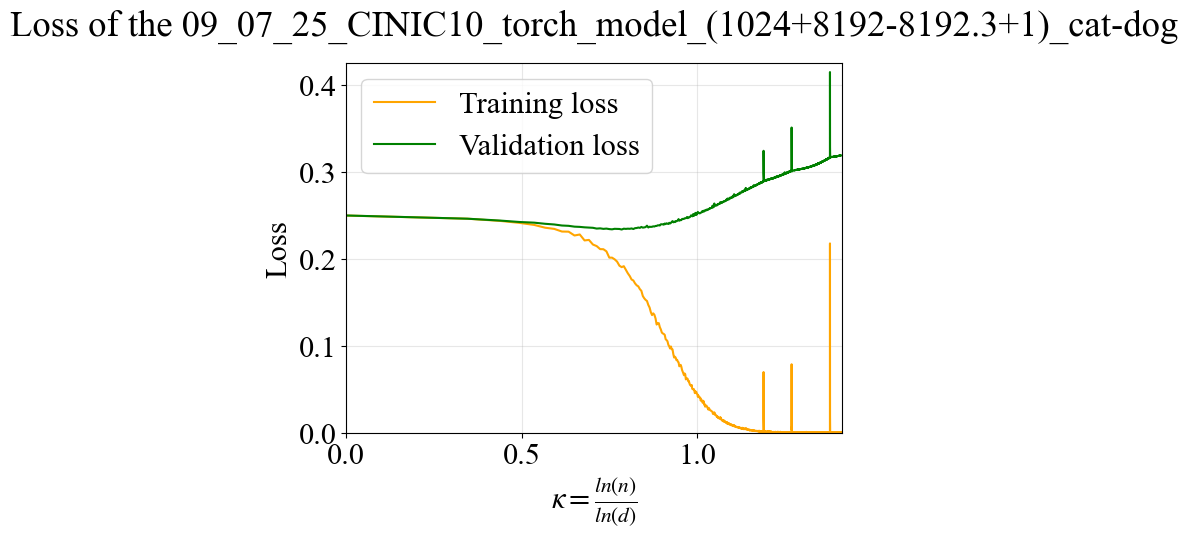 Loss of the 09_07_25_CINIC10_torch_model_(1024+8192-8192.3+1)_cat-dog
0.4
0.3
0.2
0.1
0.0
Loss
Training loss
Validation loss
0.0 0.5 1.0
κ = ln(n) / ln(d)